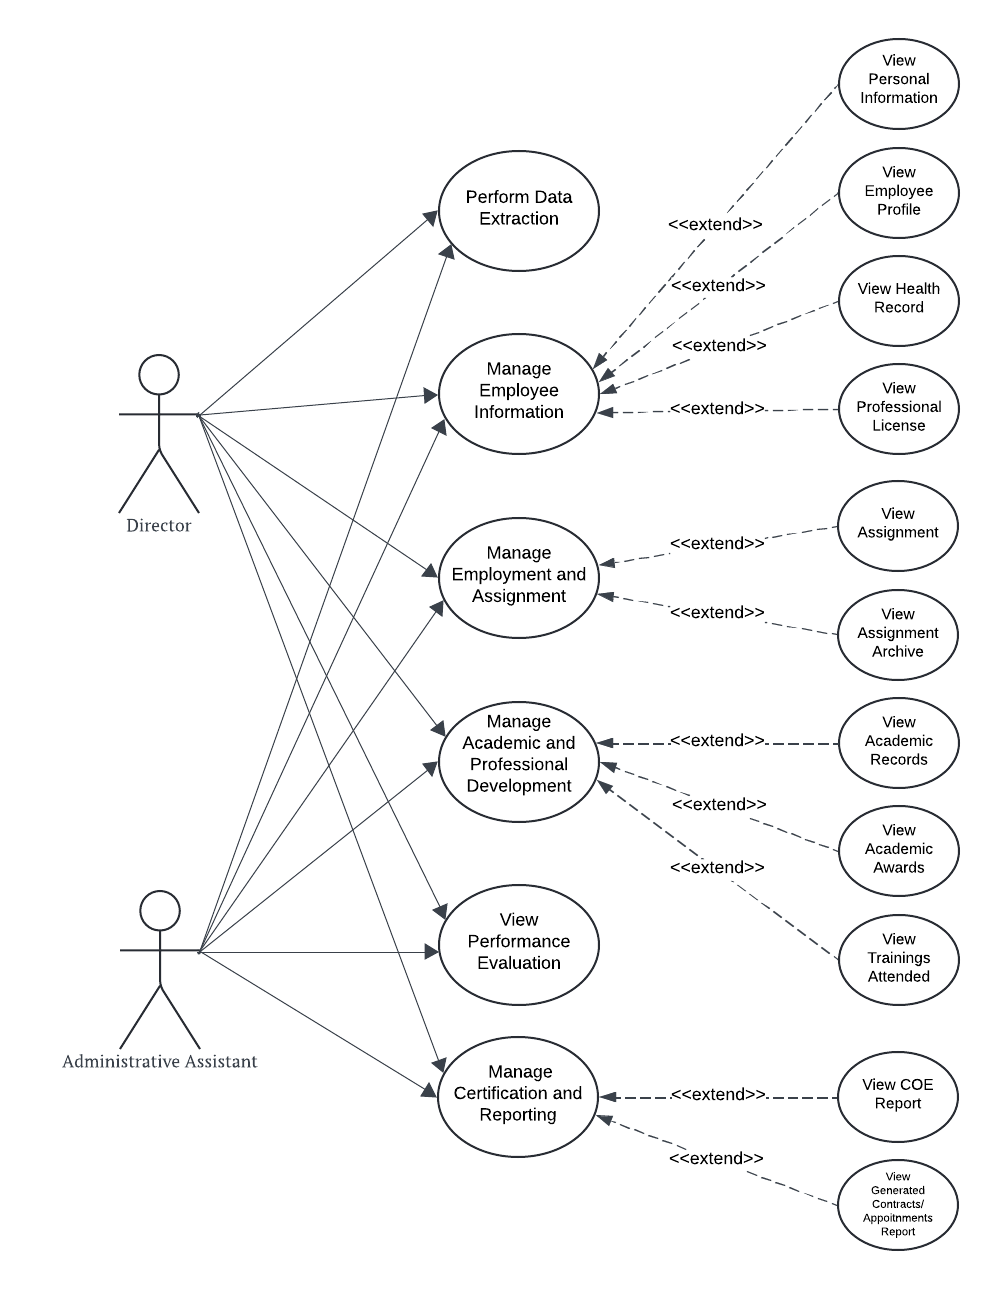 View
Personal
Information
View
Employee
Profile
View Health
Record
View
Professional
License
View
Assignment
View
Assignment
Archive
View
Academic
Records
View
Academic
Awards
View
Trainings
Attended
View COE
Report
View
Generated
Contracts/
Appoitnments
Report
<<extend>>
<<extend>>
<<extend>>
<<extend>>
<<extend>>
<<extend>>
<<extend>>
<<extend>>
<<extend>>
<<extend>>
<<extend>>
Perform Data
Extraction
Manage
Employee
Information
Manage
Employment and
Assignment
Manage
Academic and
Professional
Development
View
Performance
Evaluation
Manage
Certification and
Reporting
Director
Administrative Assistant